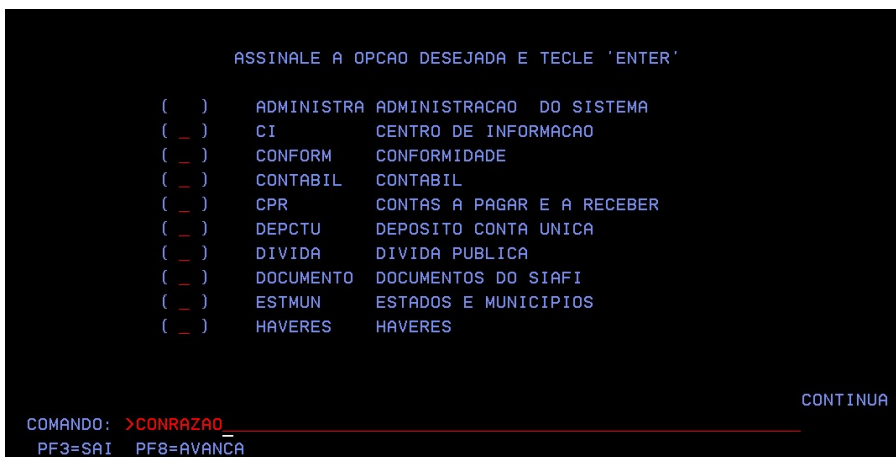 ASSINALE A OPCAO DESEJADA E TECLE 'ENTER'
( ) ADMINISTRA ADMINISTRACAO DO SISTEMA
( _ ) CI CENTRO DE INFORMACAO
( _ ) CONFORM CONFORMIDADE
( _ ) CONTABIL CONTABIL
( _ ) CPR CONTAS A PAGAR E A RECEBER
( _ ) DEPCTU DEPOSITO CONTA UNICA
( _ ) DIVIDA DIVIDA PUBLICA
( _ ) DOCUMENTO DOCUMENTOS DO SIAFI
( _ ) ESTMUN ESTADOS E MUNICIPIOS
( _ ) HAVERES HAVERES
CONTINUA
COMANDO: >CONRAZAO
PF3=SAI PF8=AVANCA